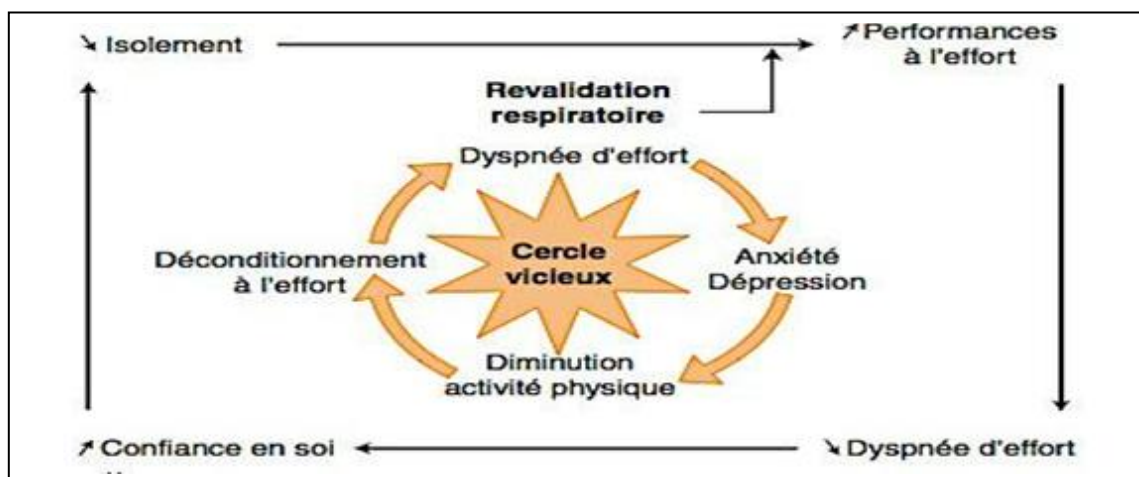 ↘ Isolement
↗ Performances
à l'effort
Revalidation
respiratoire
Dyspnée d'effort
Cercle
vicieux
Anxiété
Dépression
Déconditionnement
à l'effort
Diminution
activité physique
↗ Confiance en soi
↘ Dyspnée d'effort